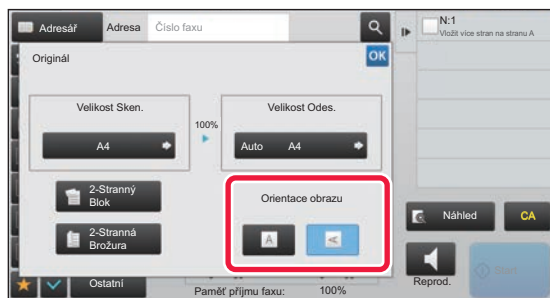 Adresář
Adresa
Číslo faxu
N:1
Vložit více stran na stranu A
Originál
OK
Velikost Sken.
100%
Velikost Odes.
A4
Auto A4
2-Stranný
Blok
Orientace obrazu
A
A
2-Stranná
Brožura
Náhled
CA
Ostatní
Paměť příjmu faxu: 100%
Reprod.
Start